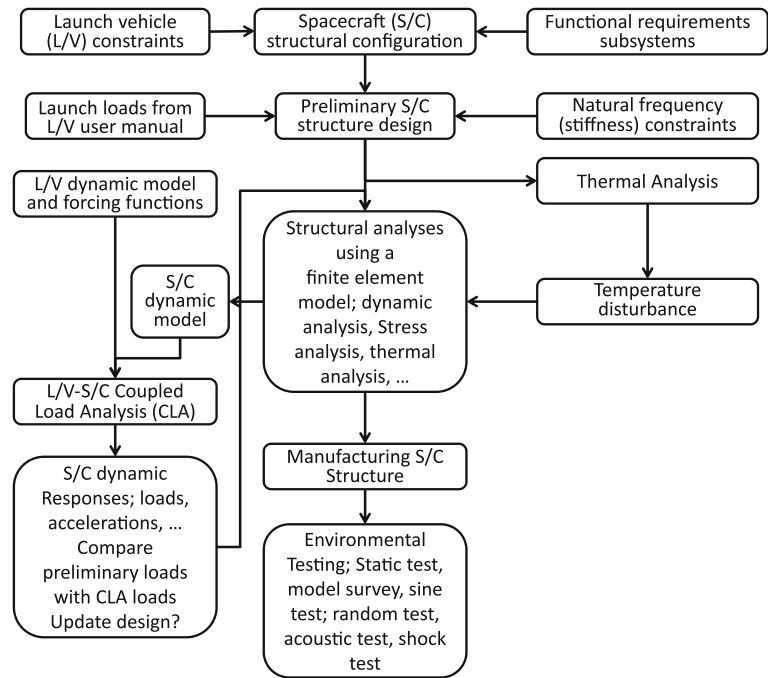 Launch vehicle
(L/V) constraints
Spacecraft (S/C)
structural configuration
Functional requirements
subsystems
Launch loads from
L/V user manual
Preliminary S/C
structure design
Natural frequency
(stiffness) constraints
L/V dynamic model
and forcing functions
Thermal Analysis
Structural analyses
using a
finite element
model; dynamic
analysis, Stress
analysis, thermal
analysis, ...
S/C
dynamic
model
Temperature
disturbance
L/V-S/C Coupled
Load Analysis (CLA)
Manufacturing S/C
Structure
S/C dynamic
Responses; loads,
accelerations, ...
Compare
preliminary loads
with CLA loads
Update design?
Environmental
Testing; Static test,
model survey, sine
test; random test,
acoustic test, shock
test